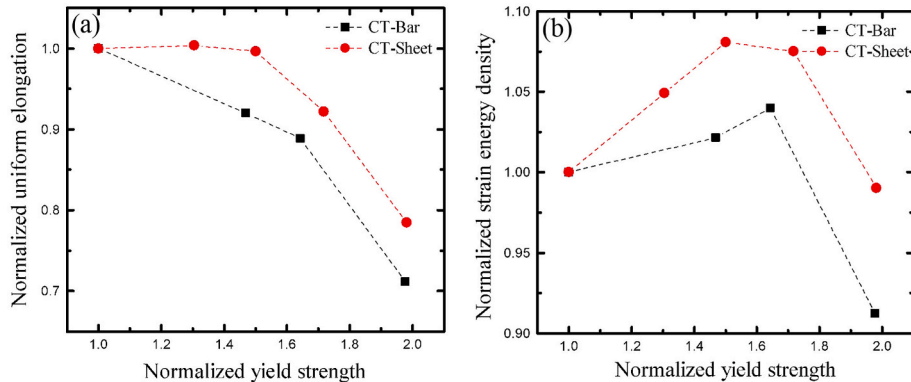 (a)
CT-Bar
CT-Sheet
1.0
0.9
0.8
0.7
Normalized uniform elongation
1.0 1.2 1.4 1.6 1.8 2.0
Normalized yield strength
(b)
CT-Bar
CT-Sheet
1.10
1.05
1.00
0.95
0.90
Normalized strain energy density
1.0 1.2 1.4 1.6 1.8 2.0
Normalized yield strength